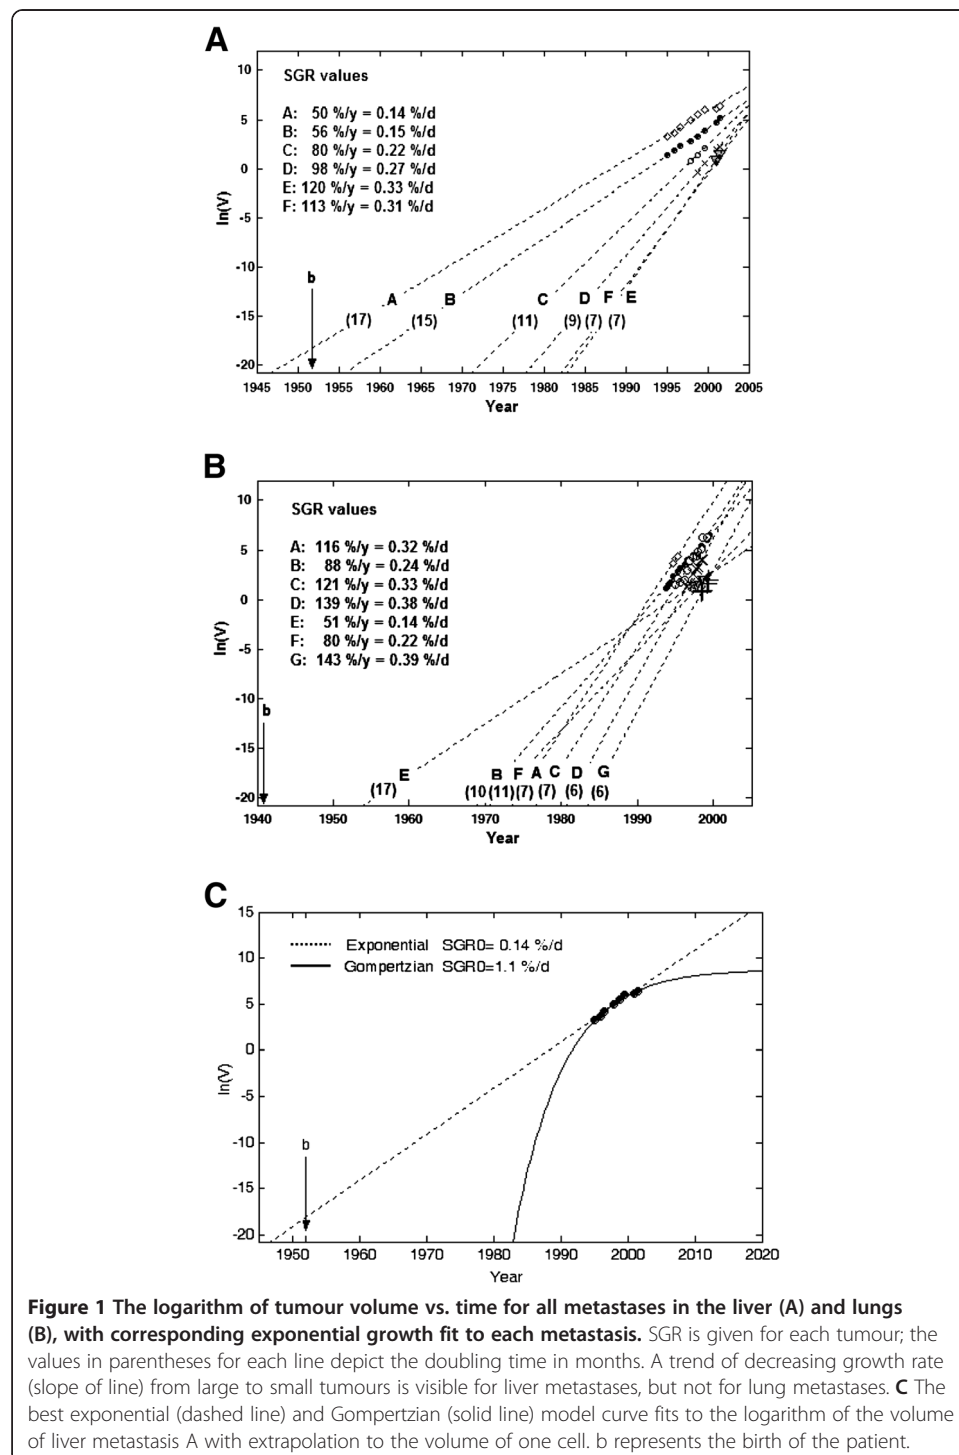 A
10
5
0
-5
-10
-15
-20
ln(V)
SGR values
A: 50 %/y = 0.14 %/d
B: 56 %/y = 0.15 %/d
C: 80 %/y = 0.22 %/d
D: 98 %/y = 0.27 %/d
E: 120 %/y = 0.33 %/d
F: 113 %/y = 0.31 %/d
b
A B C D F E
(17) (15) (11) (9) (7) (7)
1945 1950 1955 1960 1965 1970 1975 1980 1985 1990 1995 2000 2005
Year
B
10
5
0
-5
-10
-15
-20
ln(V)
SGR values
A: 116 %/y = 0.32 %/d
B: 88 %/y = 0.24 %/d
C: 121 %/y = 0.33 %/d
D: 139 %/y = 0.38 %/d
E: 51 %/y = 0.14 %/d
F: 80 %/y = 0.22 %/d
G: 143 %/y = 0.39 %/d
b
E B F A C D G
(17) (10 (11) (7) (7) (6) (6)
1940 1950 1960 1970 1980 1990 2000
Year
C
15
10
5
0
-5
-10
-15
-20
ln(V)
Exponential SGR0= 0.14 %/d
Gompertzian SGR0=1.1 %/d
b
1950 1960 1970 1980 1990 2000 2010 2020
Year
Figure 1 The logarithm of tumour volume vs. time for all metastases in the liver (A) and lungs
(B), with corresponding exponential growth fit to each metastasis. SGR is given for each tumour; the
values in parentheses for each line depict the doubling time in months. A trend of decreasing growth rate
(slope of line) from large to small tumours is visible for liver metastases, but not for lung metastases. C The
best exponential (dashed line) and Gompertzian (solid line) model curve fits to the logarithm of the volume
of liver metastasis A with extrapolation to the volume of one cell. b represents the birth of the patient.